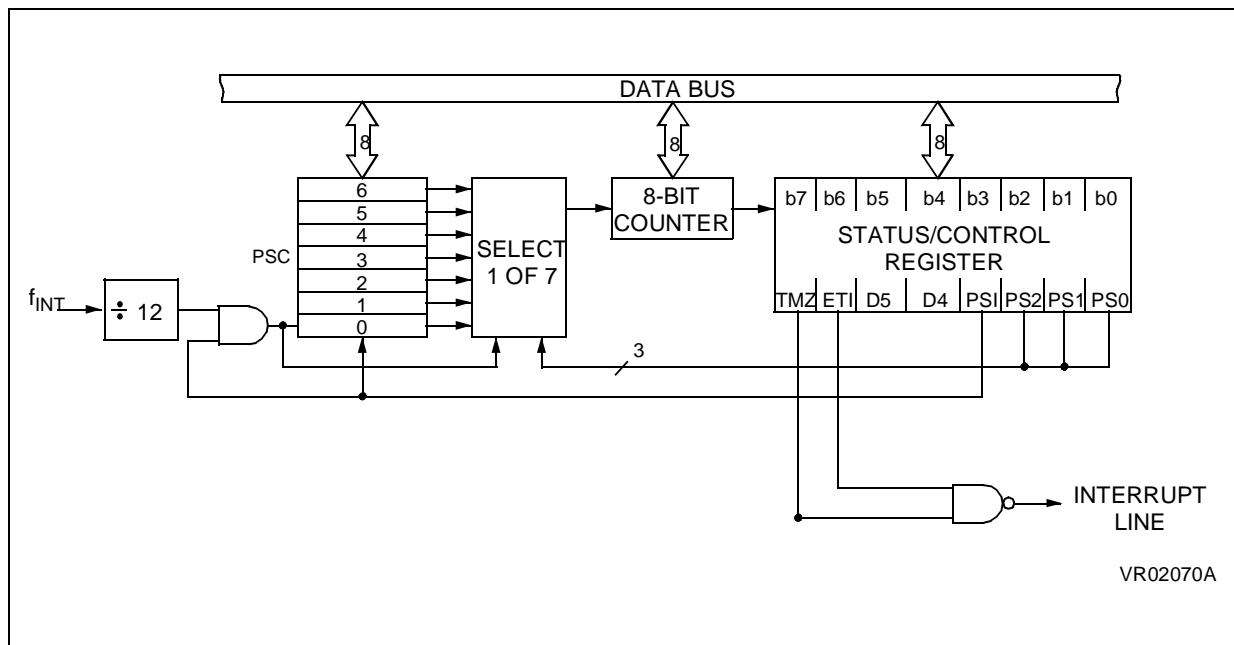 DATA BUS
8
8
8
6
5
4
3
2
1
0
PSC
SELECT
1 OF 7
8-BIT
COUNTER
b7 b6 b5 b4 b3 b2 b1 b0
STATUS/CONTROL
REGISTER
TMZ ETI D5 D4 PSI PS2 PS1 PS0
fINT
÷ 12
3
INTERRUPT
LINE
VR02070A